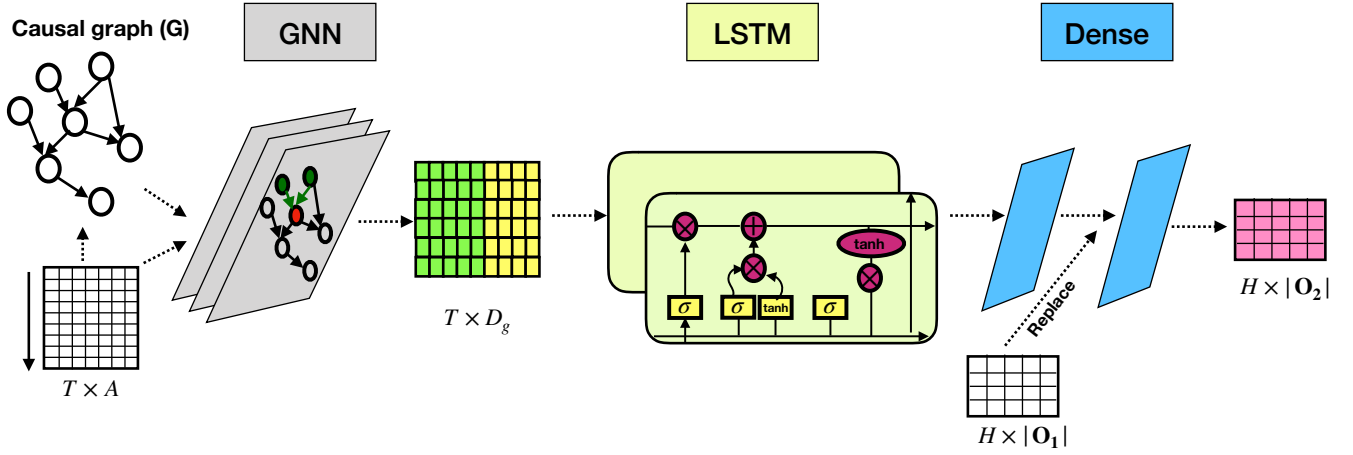 Causal graph (G)
GNN
LSTM
Dense
tanh
σ
σ
tanh
σ
T × A
T × D_g
Replace
H × |O₁|
H × |O₂|